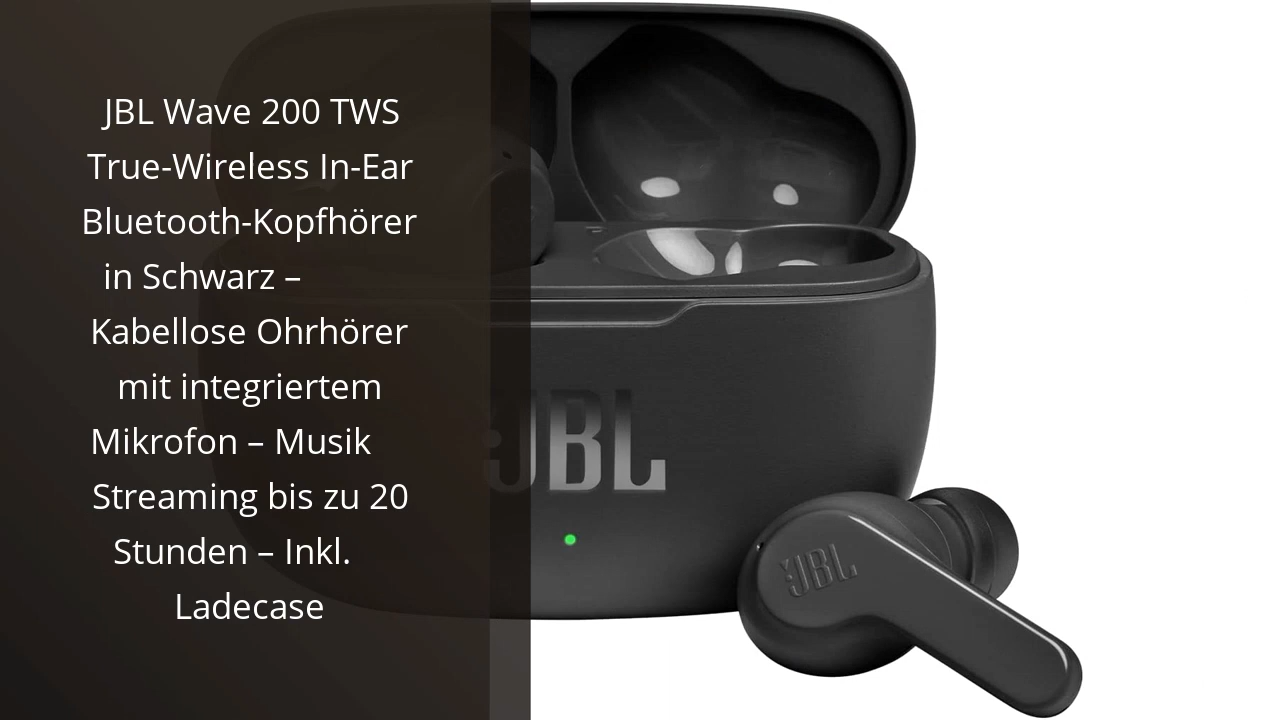 JBL Wave 200 TWS
True-Wireless In-Ear
Bluetooth-Kopfhörer
in Schwarz –
Kabellose Ohrhörer
mit integriertem
Mikrofon – Musik
Streaming bis zu 20
Stunden – Inkl.
Ladecase
JBL
JBL